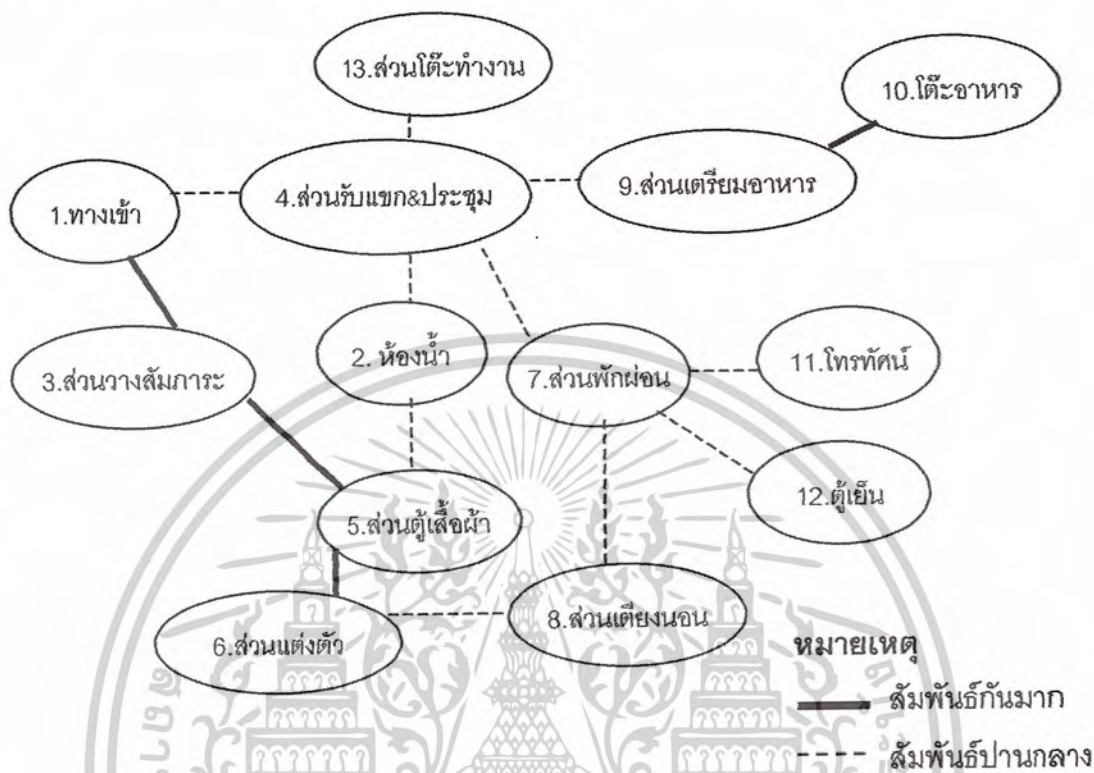 13.ส่วนโต๊ะทำงาน
10.โต๊ะอาหาร
1.ทางเข้า
4.ส่วนรับแขก&ประชุม
9.ส่วนเตรียมอาหาร
3.ส่วนวางสัมภาระ
2. ห้องน้ำ
7.ส่วนพักผ่อน
11.โทรทัศน์
12.ตู้เย็น
5.ส่วนตู้เสื้อผ้า
6.ส่วนแต่งตัว
8.ส่วนเตียงนอน
หมายเหตุ
สัมพันธ์กันมาก
สัมพันธ์ปานกลาง